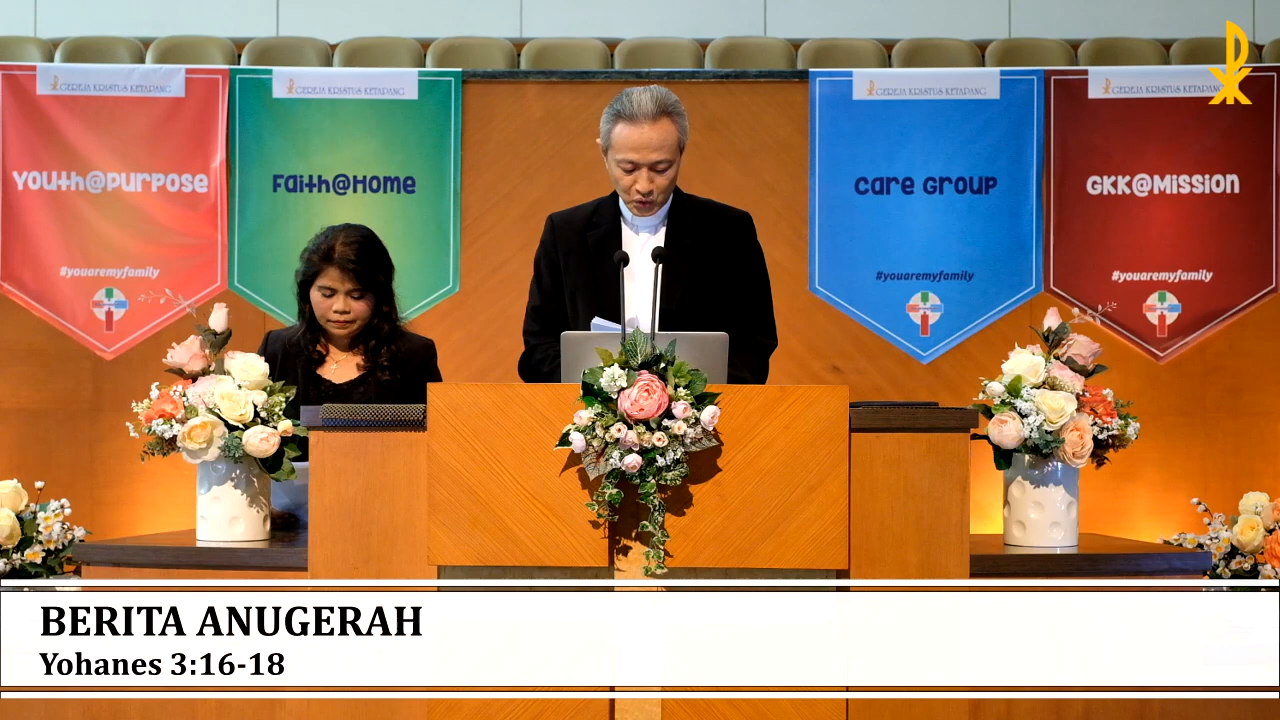 GEREJA KRISTUS KETAPANG
Youth@Purpose
#youaremyfamily
GEREJA KRISTUS KETAPANG
Faith@Home
GEREJA KRISTUS KETAPANG
Care Group
#youaremyfamily
GEREJA KRISTUS KETAPANG
GKK@Mission
#youaremyfamily
BERITA ANUGERAH
Yohanes 3:16-18